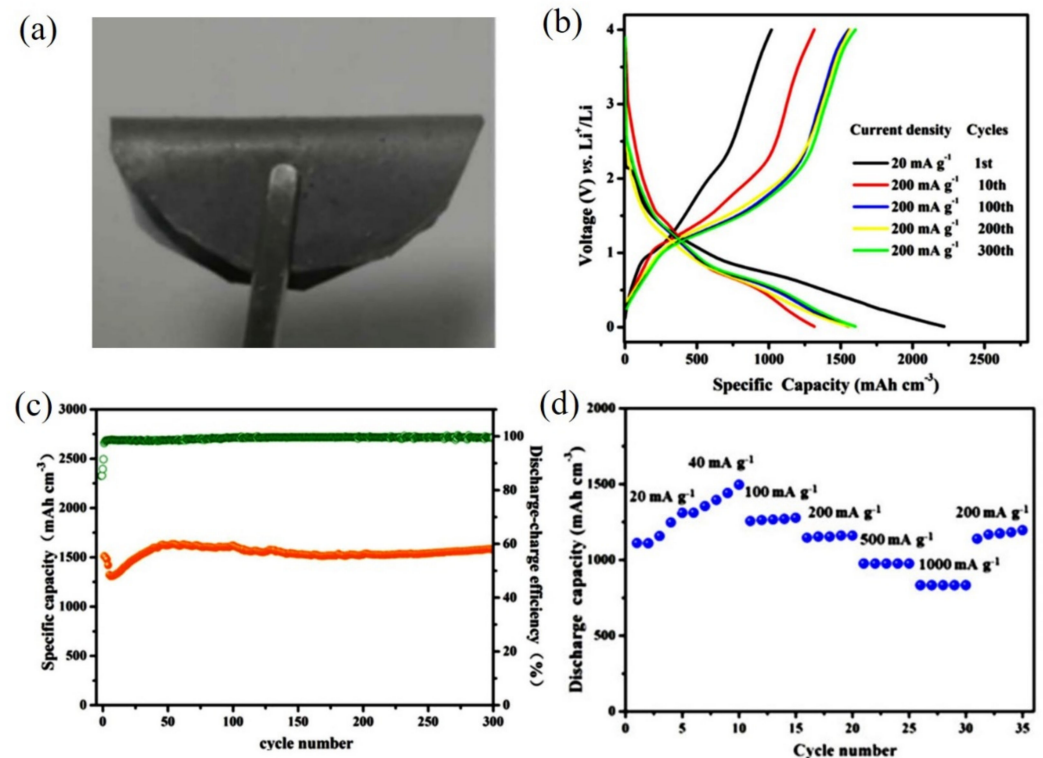 (a)
(b)
4
3
2
1
0
Voltage (V) vs. Li⁺/Li
Current density Cycles
20 mA g⁻¹ 1st
200 mA g⁻¹ 10th
200 mA g⁻¹ 100th
200 mA g⁻¹ 200th
200 mA g⁻¹ 300th
0 500 1000 1500 2000 2500
Specific Capacity (mAh cm⁻³)
(c)
3000
2500
2000
1500
1000
500
0
Specific capacity (mAh cm⁻³)
100
80
60
40
20
0
Discharge-charge efficiency (%)
0 50 100 150 200 250 300
cycle number
(d)
2000
1500
1000
500
0
Discharge capacity (mAh cm⁻³)
20 mA g⁻¹
40 mA g⁻¹
100 mA g⁻¹
200 mA g⁻¹
500 mA g⁻¹
1000 mA g⁻¹
200 mA g⁻¹
0 5 10 15 20 25 30 35
Cycle number